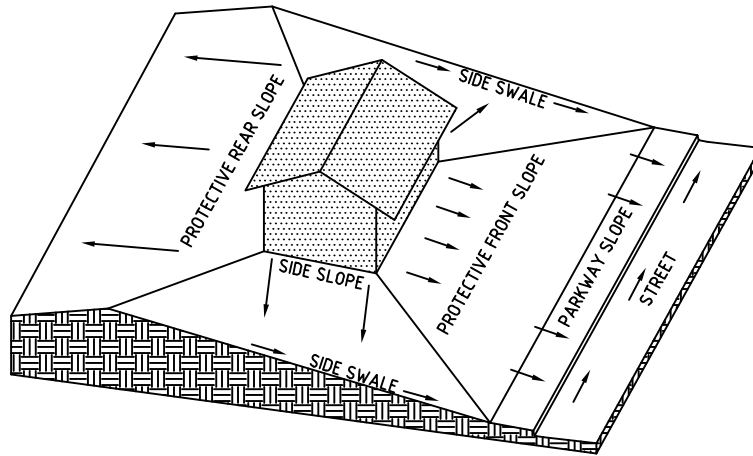 SIDE SWALE
PROTECTIVE REAR SLOPE
PROTECTIVE FRONT SLOPE
PARKWAY SLOPE
STREET
SIDE SLOPE
SIDE SWALE